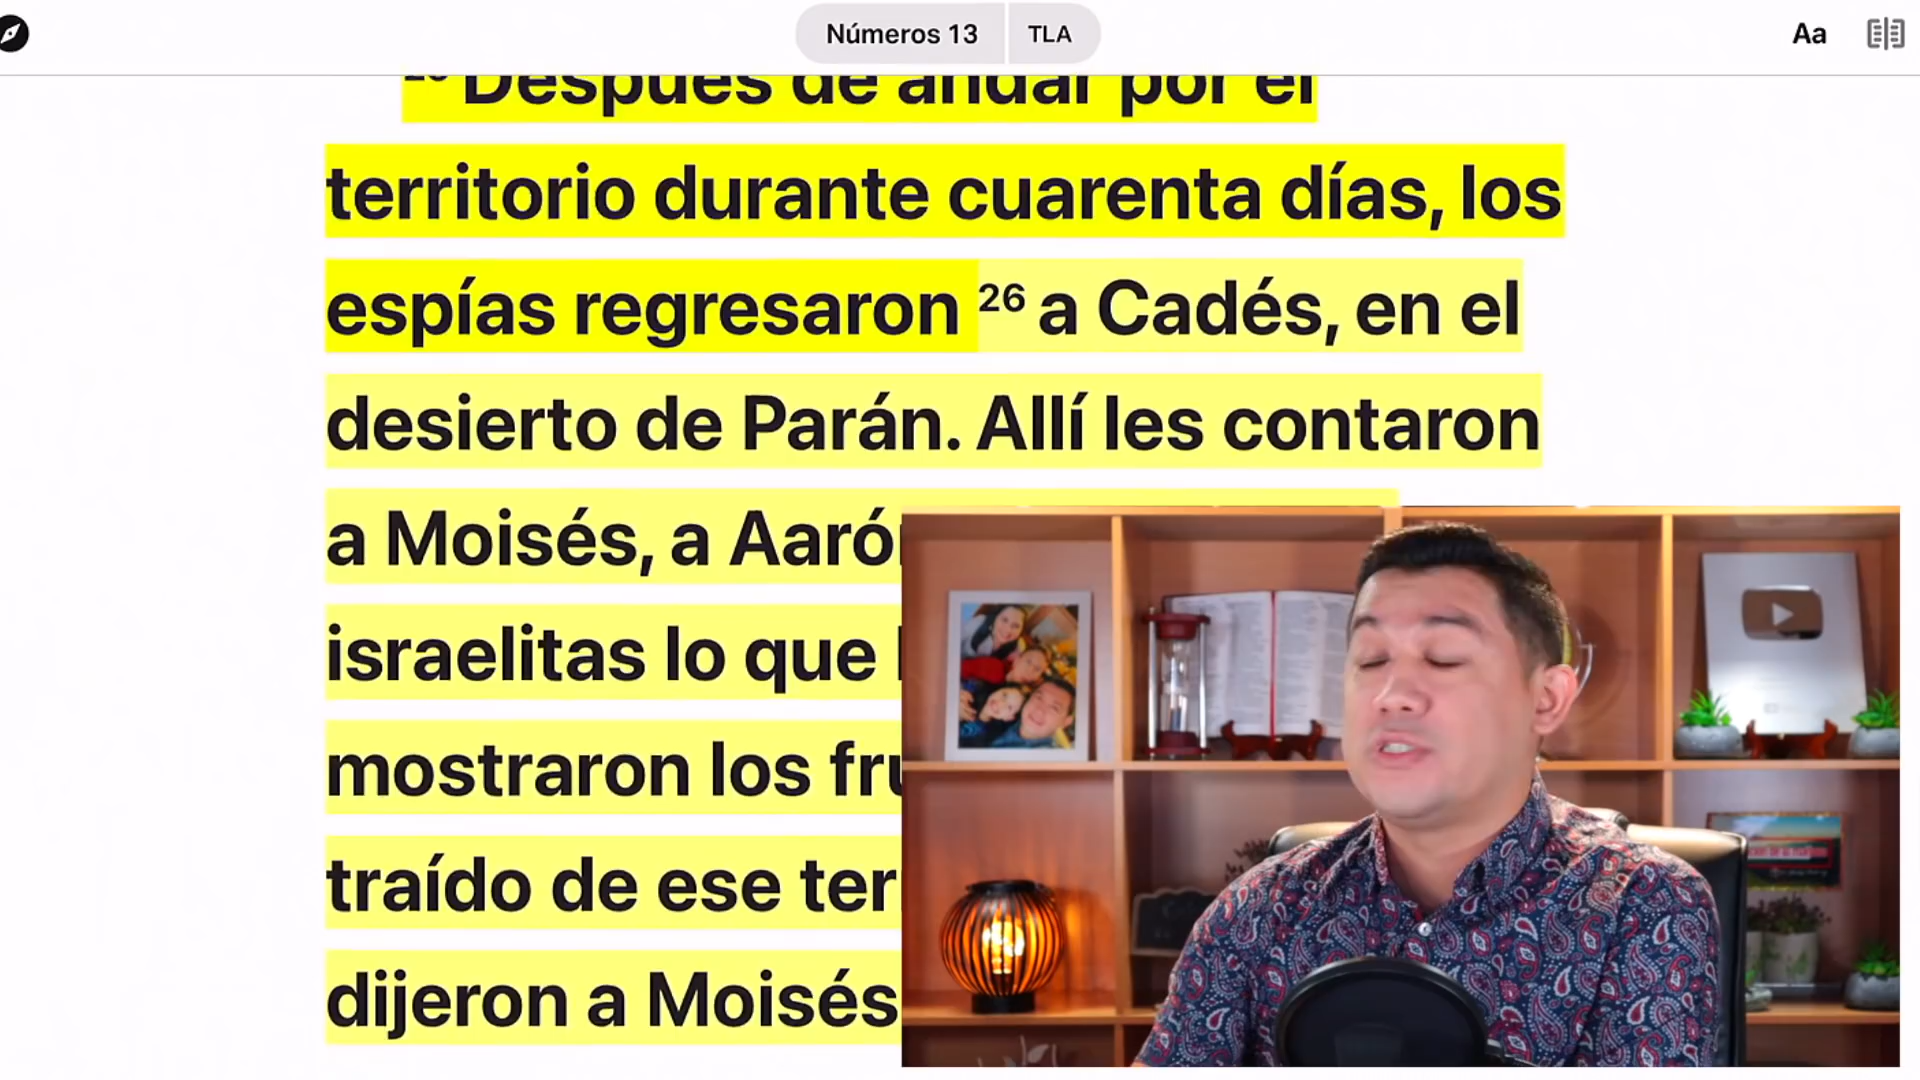 Números 13 TLA Aa
Después de andar por el
territorio durante cuarenta días, los
espías regresaron 26 a Cadés, en el
desierto de Parán. Allí les contaron
a Moisés, a Aaró
israelitas lo que
mostraron los fru
traído de ese ter
dijeron a Moisés